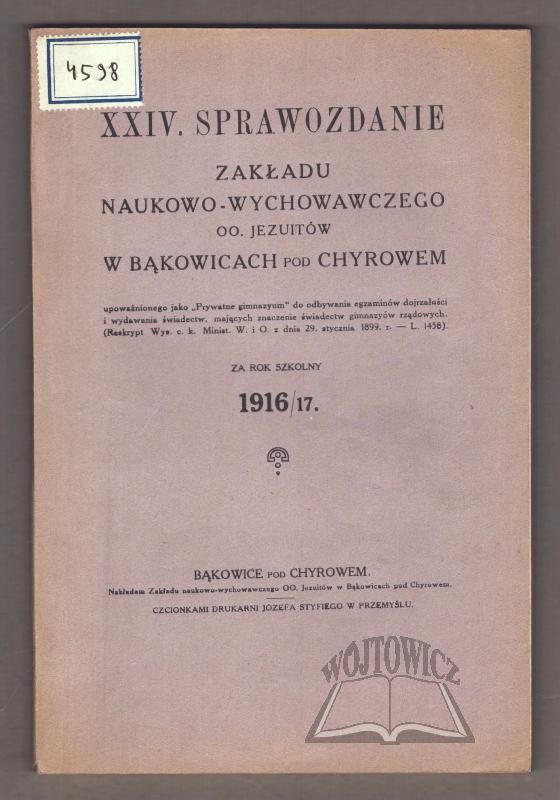 4598
XXIV. SPRAWOZDANIE
ZAKŁADU
NAUKOWO-WYCHOWAWCZEGO
OO. JEZUITÓW
W BĄKOWICACH POD CHYROWEM
upoważnionego jako „Prywatne gimnazyum" do odbywania egzaminów dojrzałości
i wydawania świadectw, mających znaczenie świadectw gimnazyów rządowych.
(Reskrypt Wys. c. k. Minist. W. i O. z dnia 29. stycznia 1899. r. — L. 1458).
ZA ROK SZKOLNY
1916/17.
BĄKOWICE POD CHYROWEM.
Nakładem Zakładu naukowo-wychowawczego OO. Jezuitów w Bąkowicach pod Chyrowem.
CZCIONKAMI DRUKARNI JÓZEFA STYFIEGO W PRZEMYŚLU.
WÓJTOWICZ